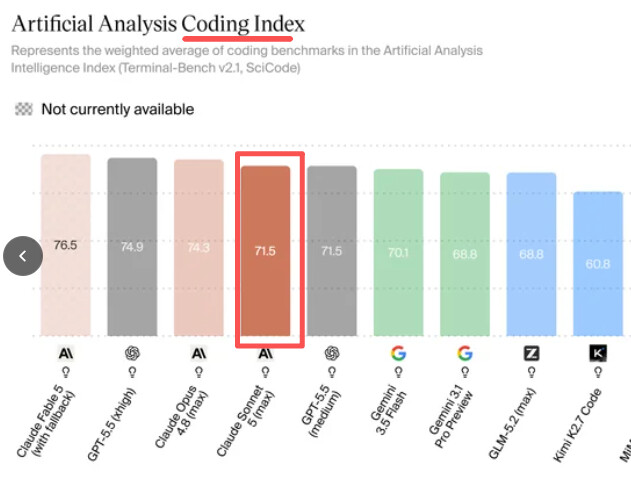 Artificial Analysis Coding Index
Represents the weighted average of coding benchmarks in the Artificial Analysis
Intelligence Index (Terminal-Bench v2.1, SciCode)
Not currently available
76.5
74.9
74.3
71.5
71.5
70.1
68.8
68.8
60.8
Claude Fable 5
(with fallback)
GPT-5.5 (xhigh)
Claude Opus
4.8 (max)
Claude Sonnet
5 (max)
GPT-5.5
(medium)
Gemini
3.5 Flash
Gemini 3.1
Pro Preview
GLM-5.2 (max)
Kimi K2.7 Code